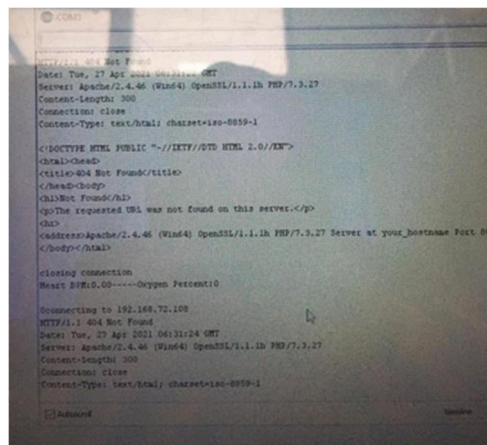 COM3
HTTP/1.1 404 Not Found
Date: Tue, 27 Apr 2021 GMT
Server: Apache/2.4.46 (Win64) OpenSSL/1.1.1h PHP/7.3.27
Content-Length: 300
Connection: close
Content-Type: text/html; charset=iso-8859-1
<!DOCTYPE HTML PUBLIC "-//IETF//DTD HTML 2.0//EN">
<html><head>
<title>404 Not Found</title>
</head><body>
<h1>Not Found</h1>
<p>The requested URL was not found on this server.</p>
<hr>
<address>Apache/2.4.46 (Win64) OpenSSL/1.1.1h PHP/7.3.27 Server at your_hostname Port
</body></html>
closing connection
Heart BPM:0.00-----Oxygen Percent:0
0connecting to 192.168.72.108
HTTP/1.1 404 Not Found
Date: Tue, 27 Apr 2021 06:31:24 GMT
Server: Apache/2.4.46 (Win64) OpenSSL/1.1.1h PHP/7.3.27
Content-Length: 300
Connection: close
Content-Type: text/html; charset=iso-8859-1
Autoscroll